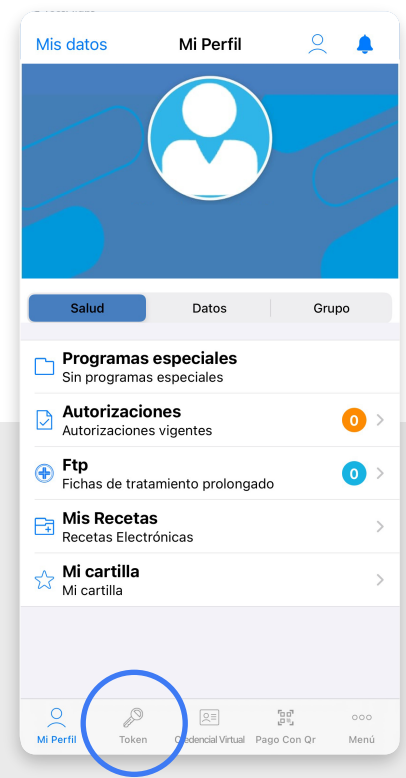 Mis datos
Mi Perfil
Salud
Datos
Grupo
Programas especiales
Sin programas especiales
Autorizaciones
Autorizaciones vigentes
0
Ftp
Fichas de tratamiento prolongado
0
Mis Recetas
Recetas Electrónicas
Mi cartilla
Mi cartilla
Mi Perfil
Token
Credencial Virtual
Pago Con Qr
Menú